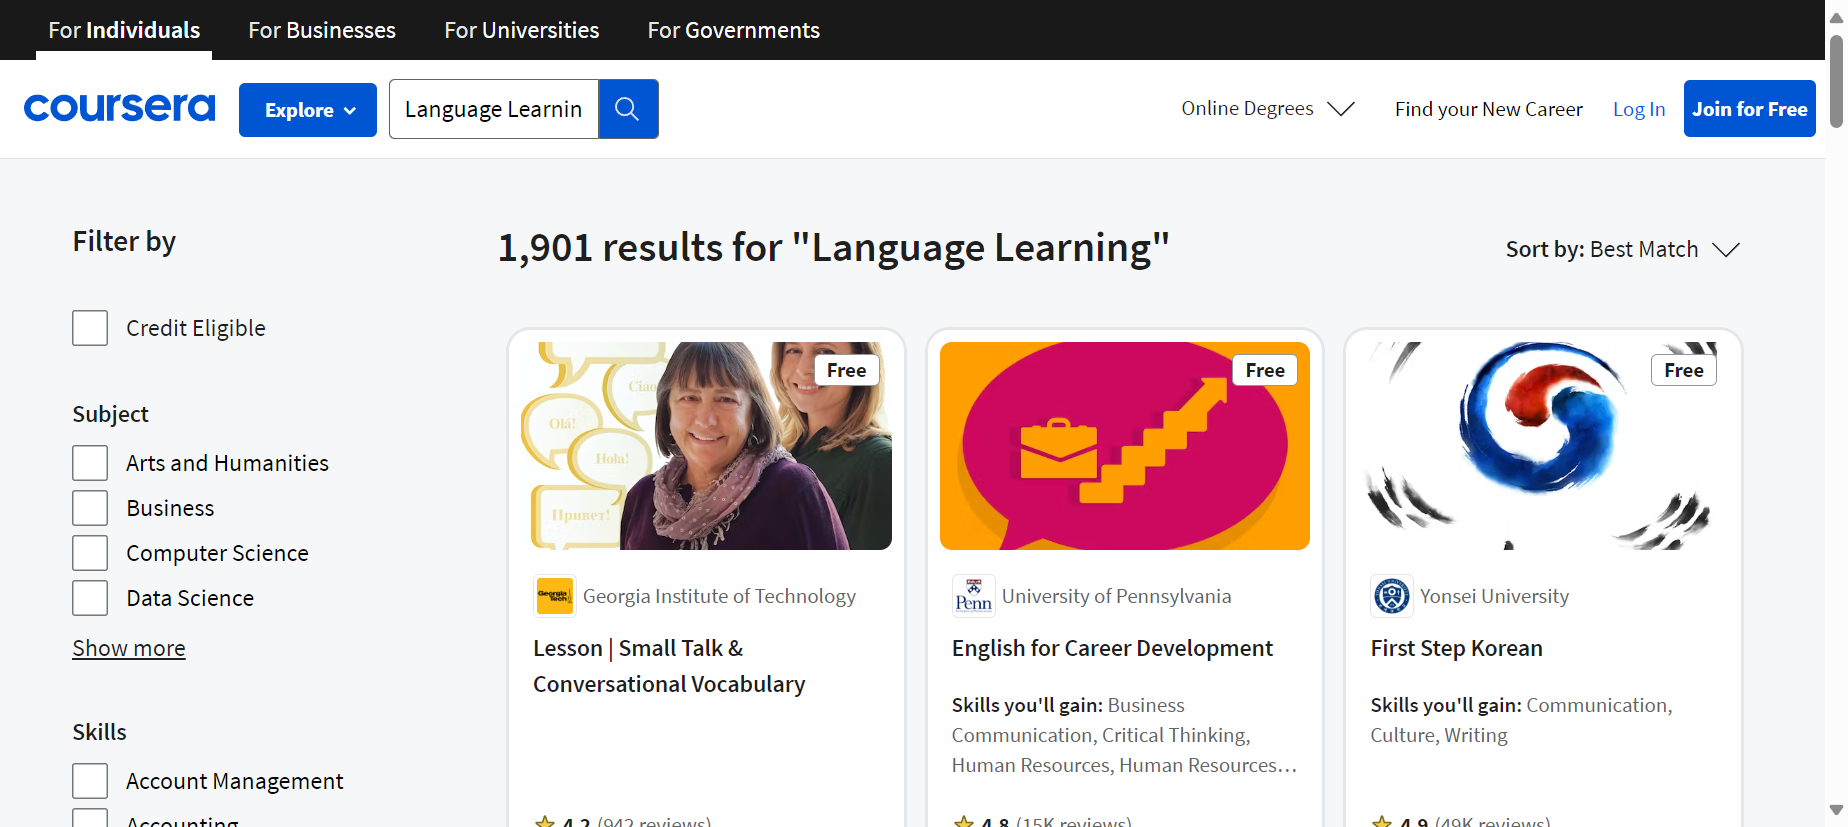 For Individuals
For Businesses
For Universities
For Governments
coursera
Explore
Language Learnin
Online Degrees
Find your New Career
Log In
Join for Free
Filter by
Credit Eligible
Subject
Arts and Humanities
Business
Computer Science
Data Science
Show more
Skills
Account Management
Accounting
1,901 results for "Language Learning"
Sort by: Best Match
Free
Ciao
Olá!
Hola!
Привет!
Georgia Tech
Georgia Institute of Technology
Lesson | Small Talk &
Conversational Vocabulary
4.2 (942 reviews)
Free
Penn
University of Pennsylvania
English for Career Development
Skills you'll gain: Business
Communication, Critical Thinking,
Human Resources, Human Resources…
4.8 (15K reviews)
Free
Yonsei University
First Step Korean
Skills you'll gain: Communication,
Culture, Writing
4.9 (49K reviews)